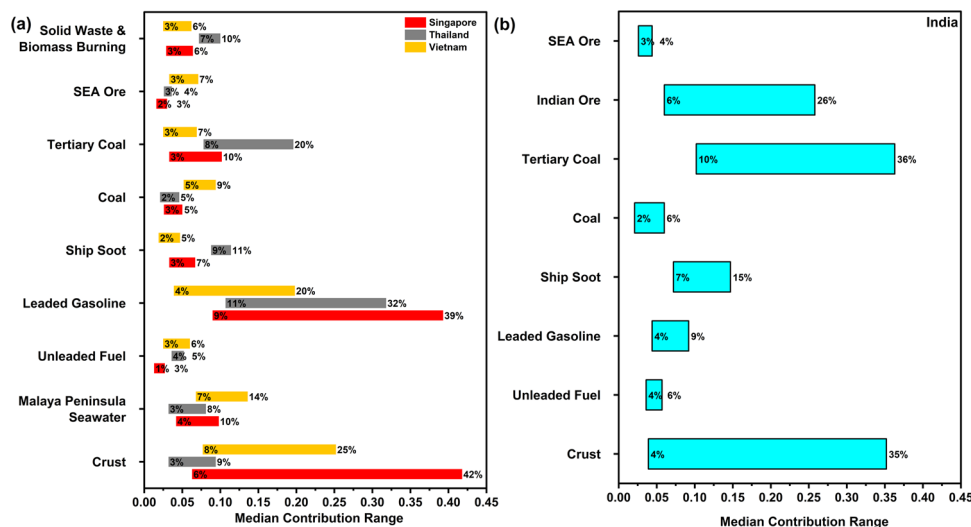 (a)
Singapore
Thailand
Vietnam
Solid Waste &
Biomass Burning
3% 6%
7% 10%
3% 6%
SEA Ore
3% 7%
3% 4%
2% 3%
Tertiary Coal
3% 7%
8% 20%
3% 10%
Coal
5% 9%
2% 5%
3% 5%
Ship Soot
2% 5%
9% 11%
3% 7%
Leaded Gasoline
4% 20%
11% 32%
9% 39%
Unleaded Fuel
3% 6%
4% 5%
1% 3%
Malaya Peninsula
Seawater
7% 14%
3% 8%
4% 10%
Crust
8% 25%
3% 9%
6% 42%
0.00 0.05 0.10 0.15 0.20 0.25 0.30 0.35 0.40 0.45
Median Contribution Range
(b)
India
SEA Ore
3% 4%
Indian Ore
6% 26%
Tertiary Coal
10% 36%
Coal
2% 6%
Ship Soot
7% 15%
Leaded Gasoline
4% 9%
Unleaded Fuel
4% 6%
Crust
4% 35%
0.00 0.05 0.10 0.15 0.20 0.25 0.30 0.35 0.40 0.45
Median Contribution Range